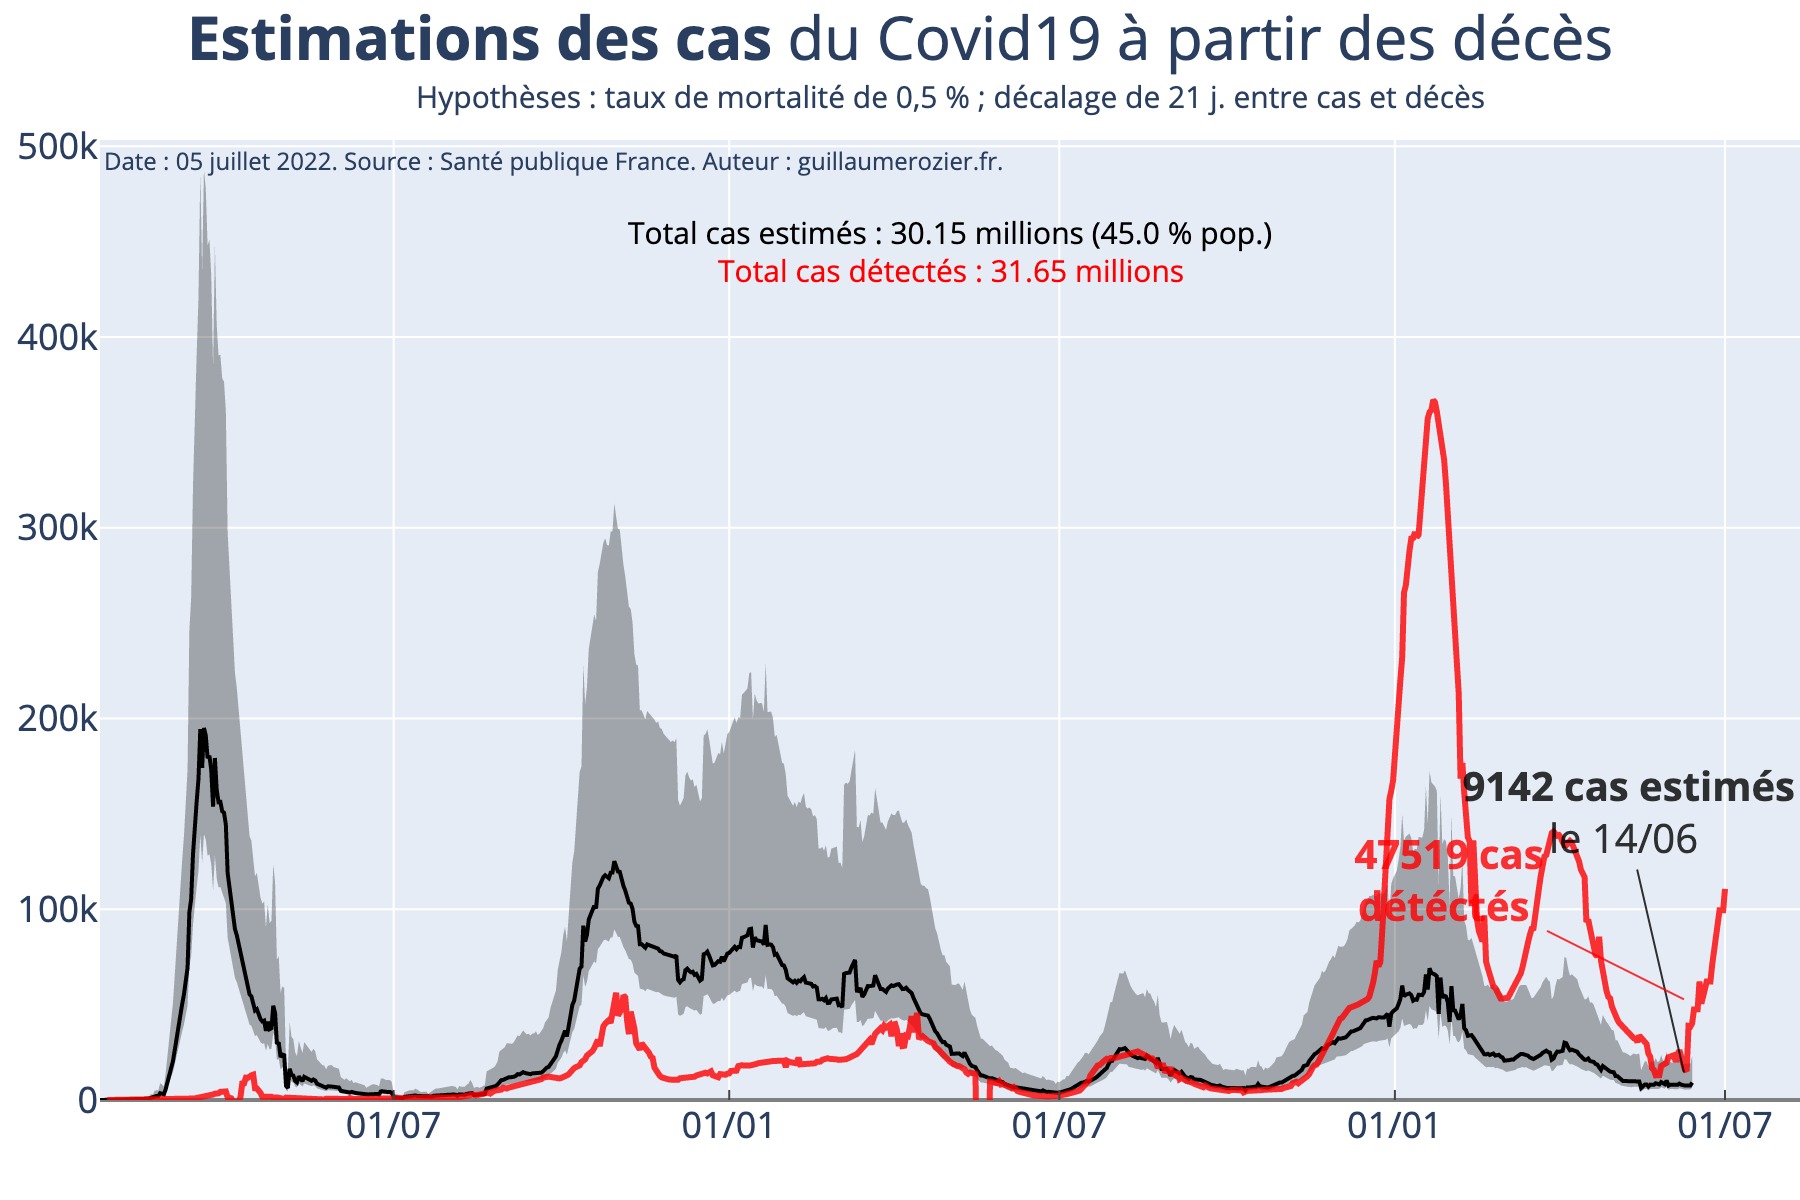 Estimations des cas du Covid19 à partir des décès
Hypothèses : taux de mortalité de 0,5 % ; décalage de 21 j. entre cas et décès
500k
Date : 05 juillet 2022. Source : Santé publique France. Auteur : guillaumerozier.fr.
Total cas estimés : 30.15 millions (45.0 % pop.)
Total cas détectés : 31.65 millions
400k
300k
200k
9142 cas estimés
le 14/06
47519 cas
détéctés
100k
0
01/07
01/01
01/07
01/01
01/07